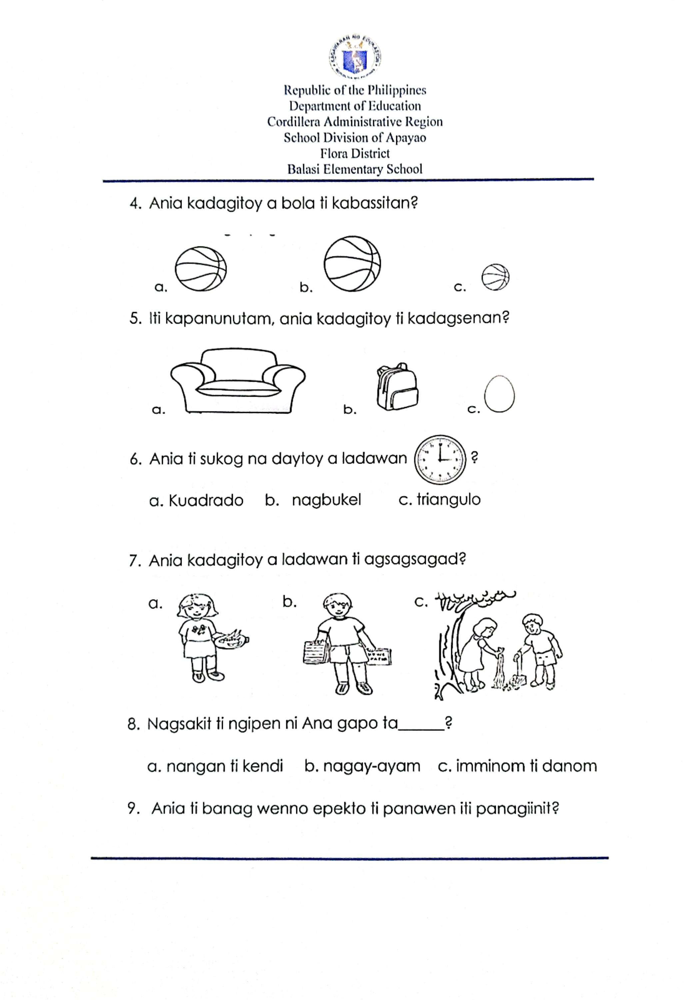 KAGAWARAN NG EDUKASYON
Republic of the Philippines
Department of Education
Cordillera Administrative Region
School Division of Apayao
Flora District
Balasi Elementary School
4. Ania kadagitoy a bola ti kabassitan?
a. b. c.
5. Iti kapanunutam, ania kadagitoy ti kadagsenan?
a. b. c.
6. Ania ti sukog na daytoy a ladawan ?
a. Kuadrado b. nagbukel c. triangulo
7. Ania kadagitoy a ladawan ti agsagsagad?
a. b. c.
8. Nagsakit ti ngipen ni Ana gapo ta______?
a. nangan ti kendi b. nagay-ayam c. imminom ti danom
9. Ania ti banag wenno epekto ti panawen iti panagiinit?